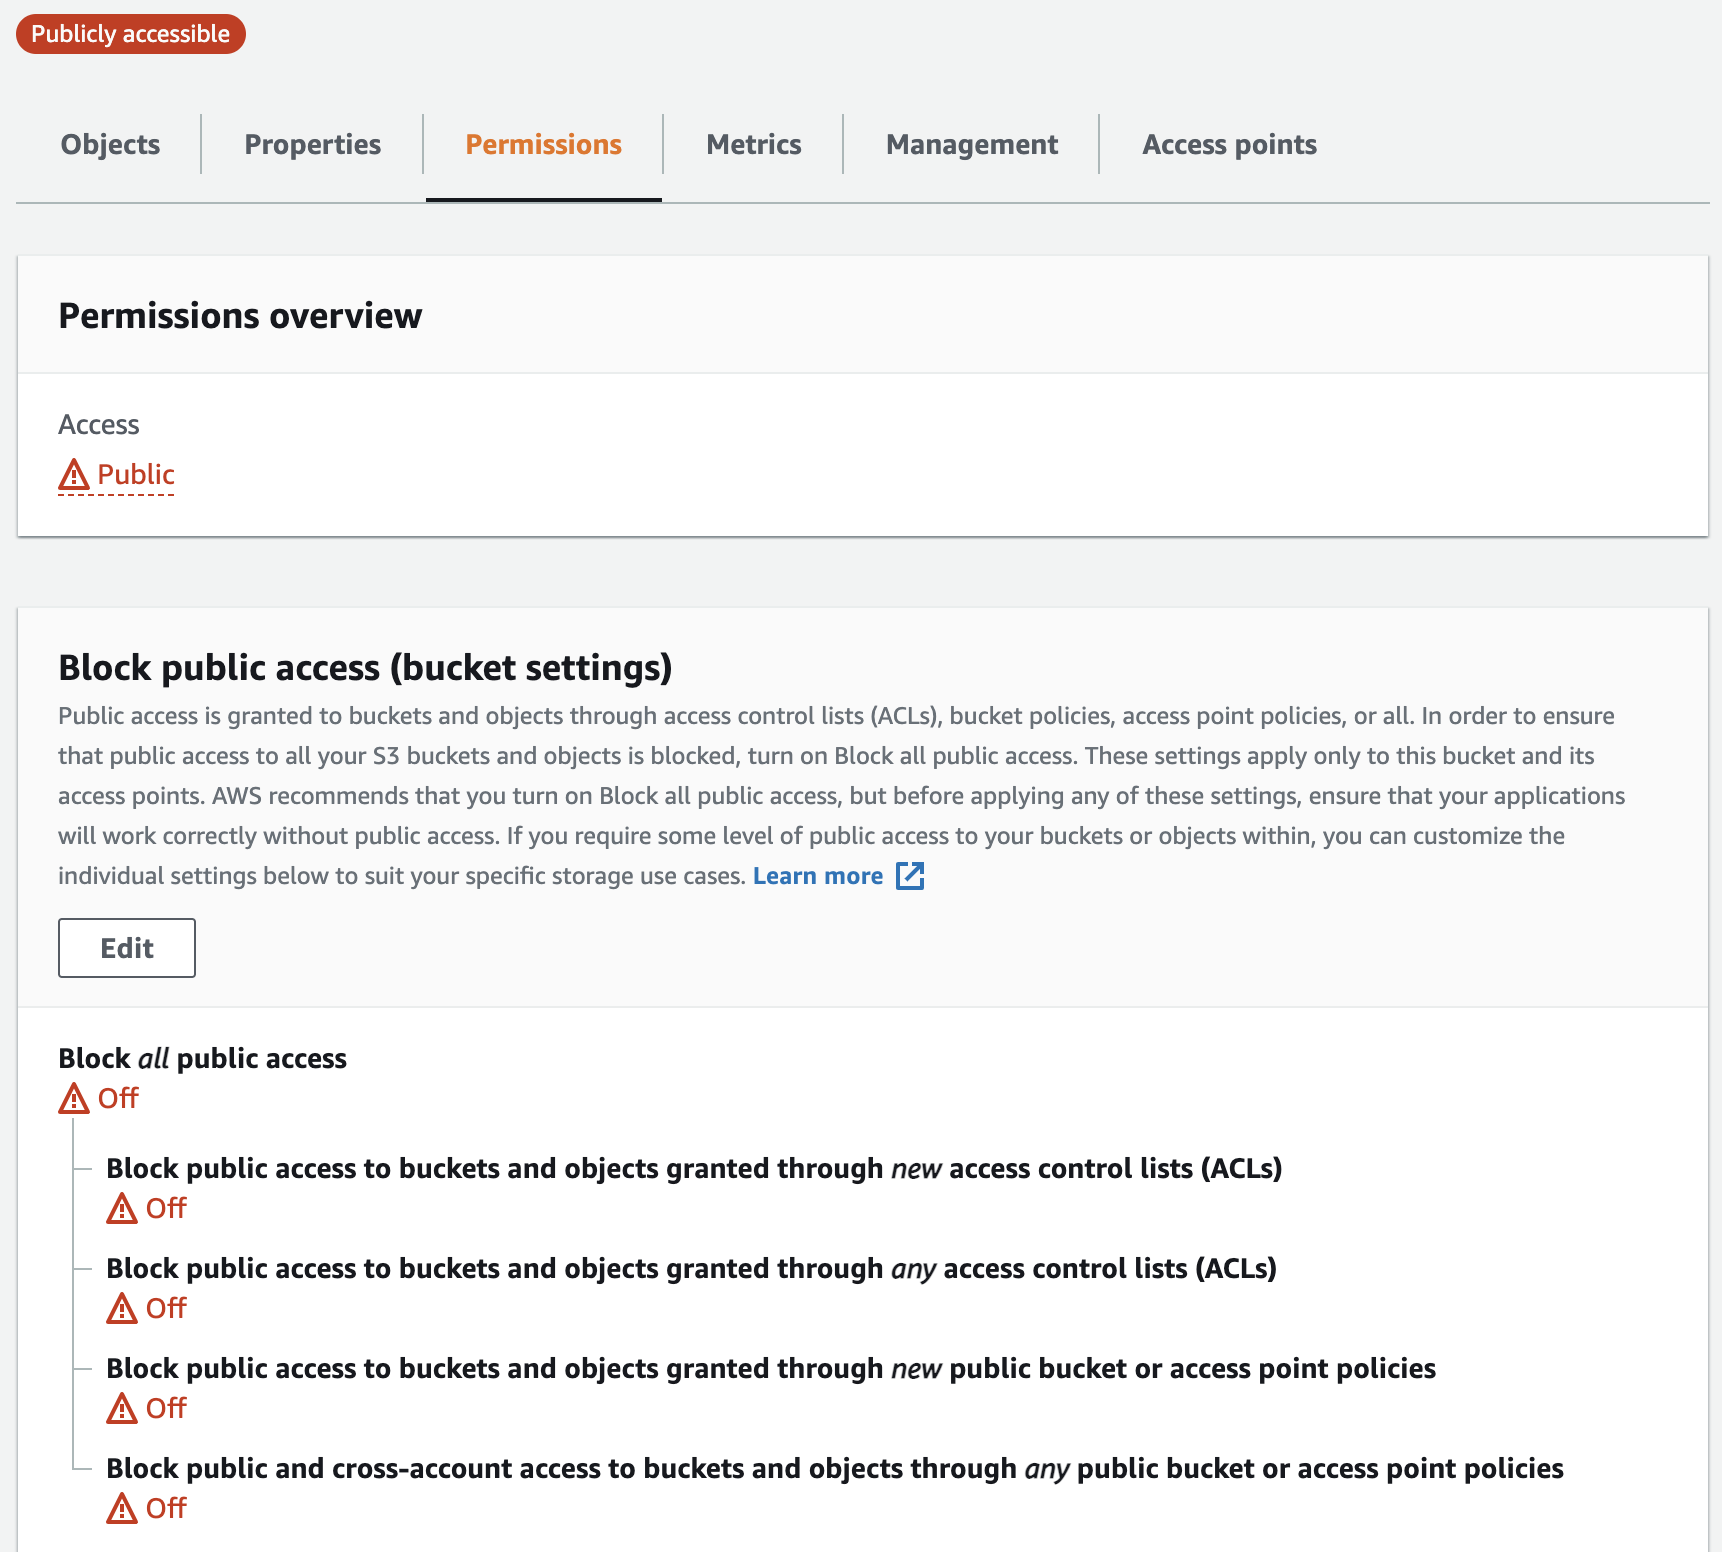 Publicly accessible
Objects
Properties
Permissions
Metrics
Management
Access points
Permissions overview
Access
Public
Block public access (bucket settings)
Public access is granted to buckets and objects through access control lists (ACLs), bucket policies, access point policies, or all. In order to ensure
that public access to all your S3 buckets and objects is blocked, turn on Block all public access. These settings apply only to this bucket and its
access points. AWS recommends that you turn on Block all public access, but before applying any of these settings, ensure that your applications
will work correctly without public access. If you require some level of public access to your buckets or objects within, you can customize the
individual settings below to suit your specific storage use cases. Learn more
Edit
Block all public access
Off
Block public access to buckets and objects granted through new access control lists (ACLs)
Off
Block public access to buckets and objects granted through any access control lists (ACLs)
Off
Block public access to buckets and objects granted through new public bucket or access point policies
Off
Block public and cross-account access to buckets and objects through any public bucket or access point policies
Off